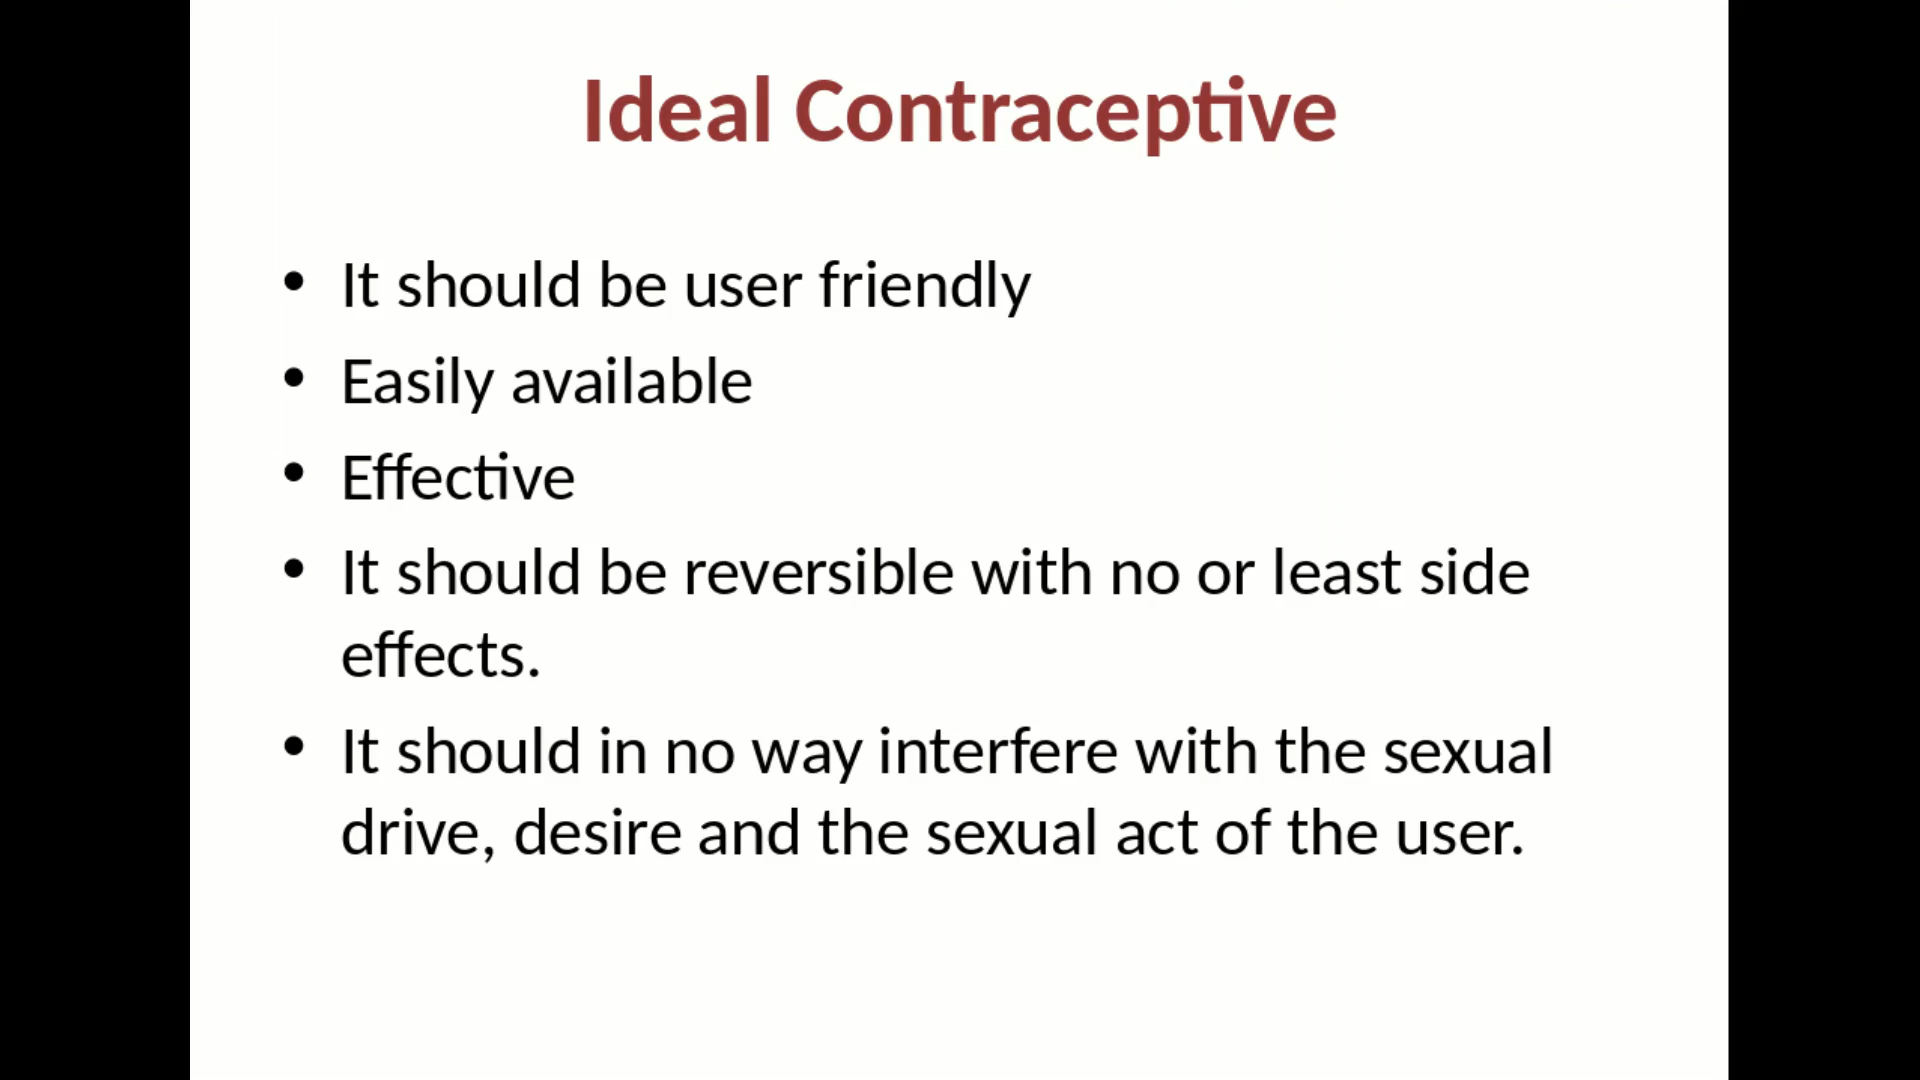 Ideal Contraceptive
• It should be user friendly
• Easily available
• Effective
• It should be reversible with no or least side
effects.
• It should in no way interfere with the sexual
drive, desire and the sexual act of the user.